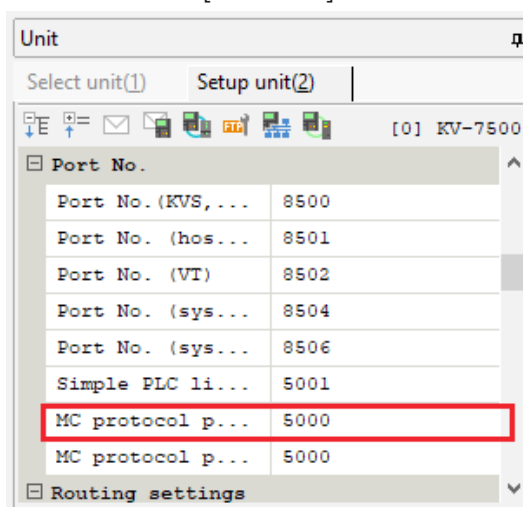 Unit
Select unit(1) Setup unit(2)
FTP [0] KV-7500
Port No.
Port No.(KVS,... 8500
Port No. (hos... 8501
Port No. (VT) 8502
Port No. (sys... 8504
Port No. (sys... 8506
Simple PLC li... 5001
MC protocol p... 5000
MC protocol p... 5000
Routing settings